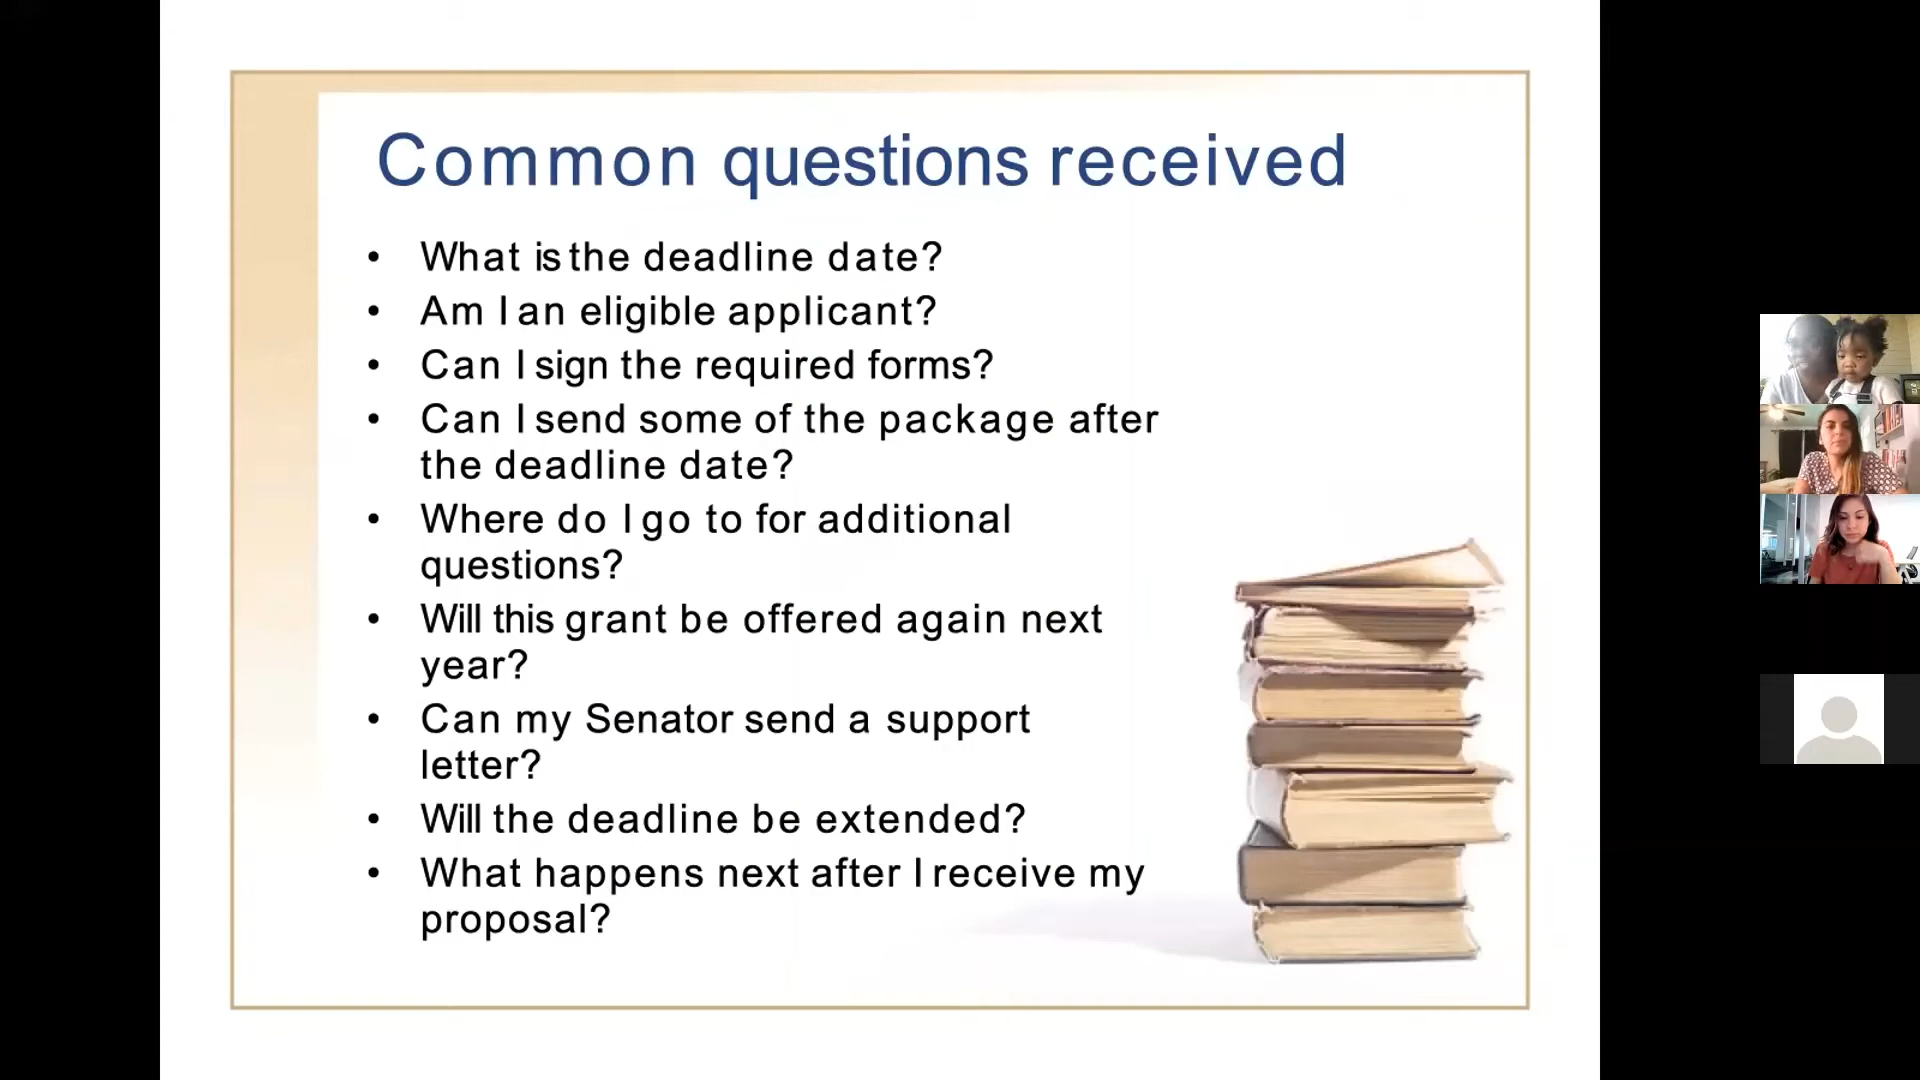 Common questions received
• What is the deadline date?
• Am I an eligible applicant?
• Can I sign the required forms?
• Can I send some of the package after
the deadline date?
• Where do I go to for additional
questions?
• Will this grant be offered again next
year?
• Can my Senator send a support
letter?
• Will the deadline be extended?
• What happens next after I receive my
proposal?